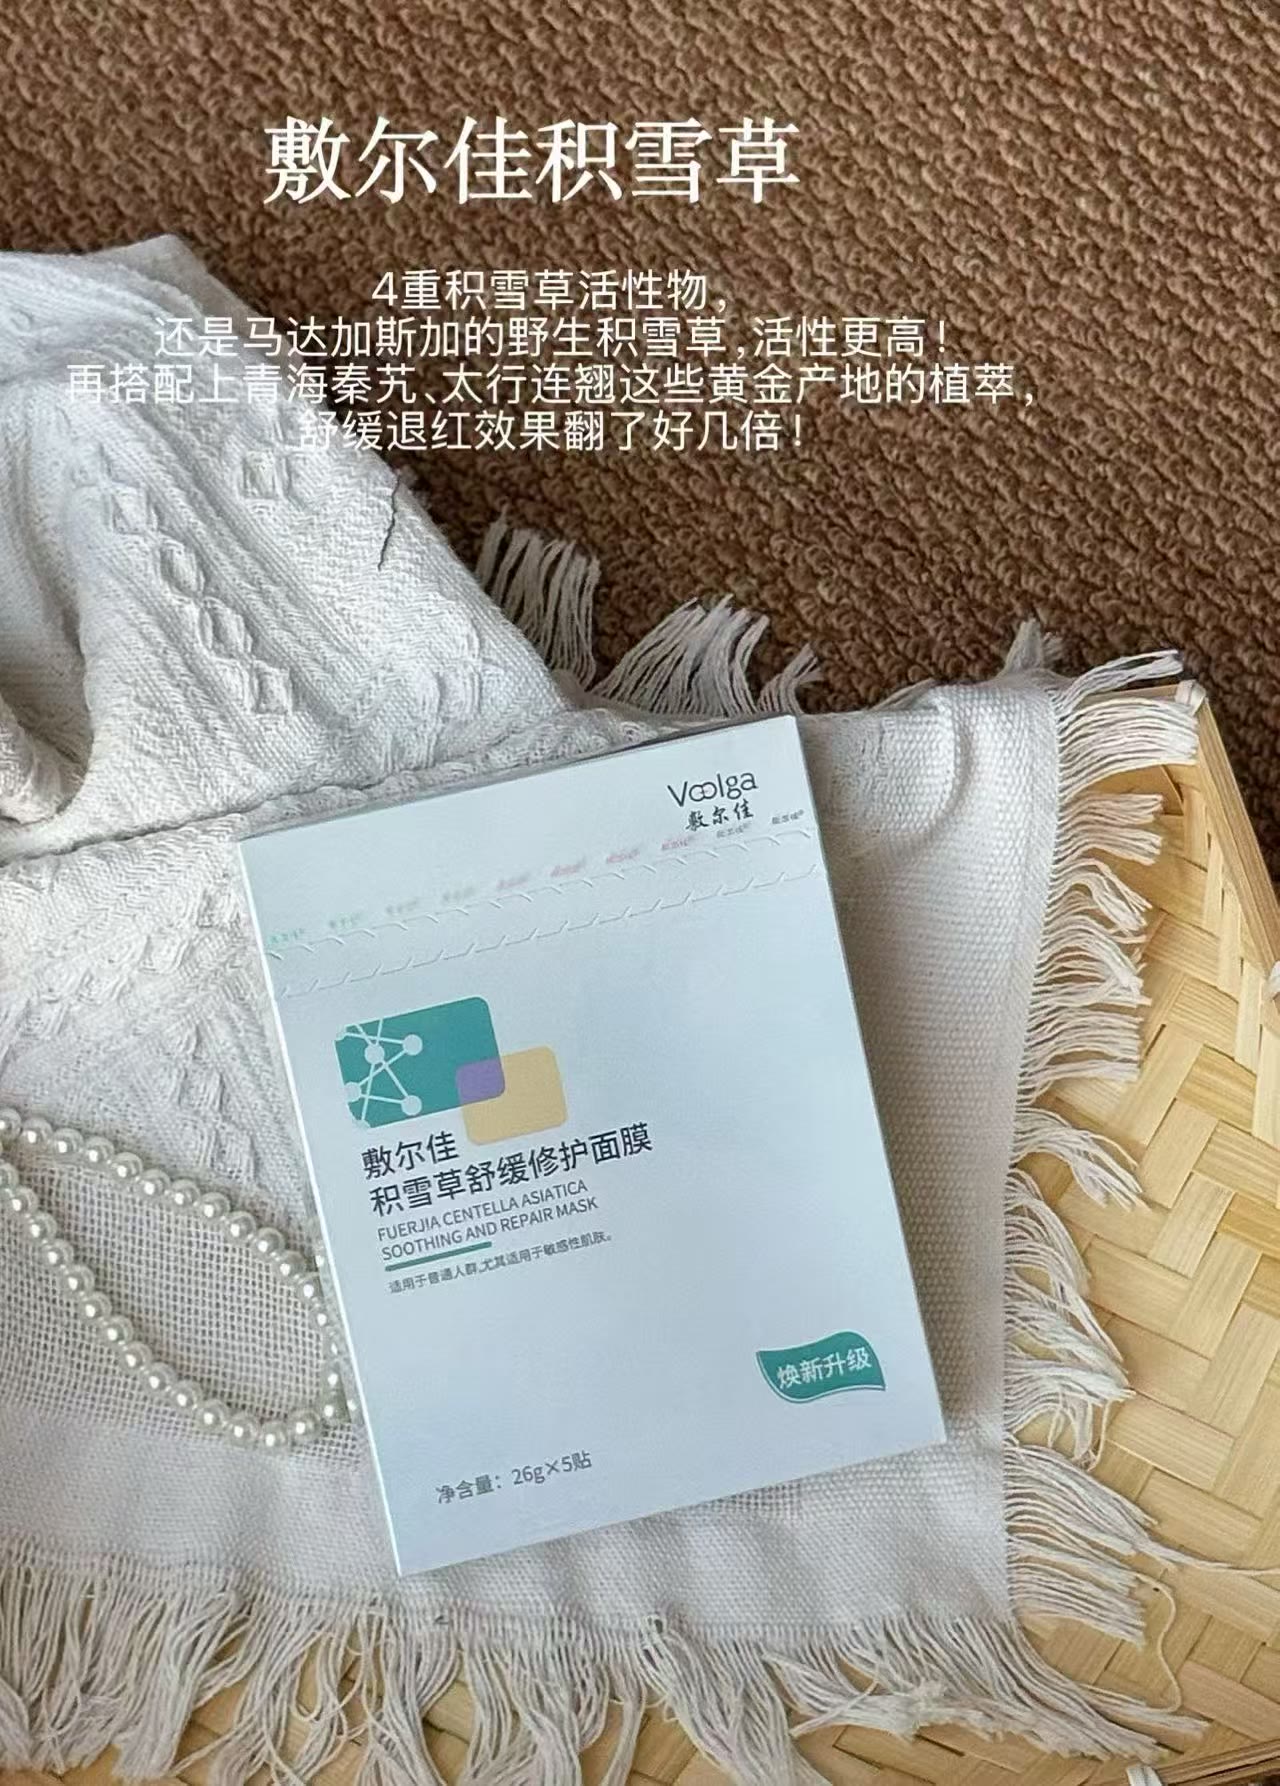 敷尔佳积雪草
4重积雪草活性物，
还是马达加斯加的野生积雪草，活性更高！
再搭配上青海秦艽、太行连翘这些黄金产地的植萃，
舒缓退红效果翻了好几倍！
Voolga
敷尔佳
敷尔佳
积雪草舒缓修护面膜
FUERJIA CENTELLA ASIATICA
SOOTHING AND REPAIR MASK
适用于普通人群，尤其适用于敏感性肌肤。
焕新升级
净含量：26g×5贴